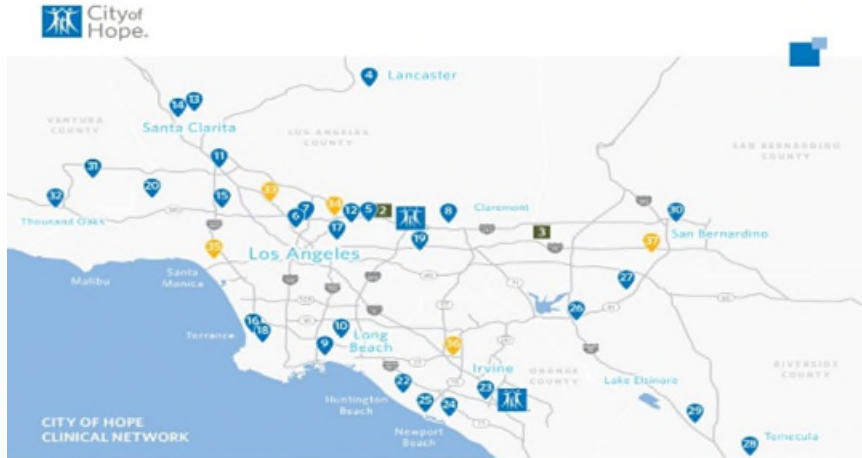 City of
Hope.
4
Lancaster
14
13
Santa Clarita
VENTURA
COUNTY
LOS ANGELES
COUNTY
SAN BERNARDINO
COUNTY
11
31
32
20
15
33
34
6
7
12
5
2
17
8
Claremont
19
3
30
San Bernardino
37
Thousand Oaks
35
Los Angeles
Malibu
Santa
Monica
27
26
16
18
Torrance
10
9
Long
Beach
36
Irvine
ORANGE
COUNTY
22
23
25
24
Huntington
Beach
Newport
Beach
Lake Elsinore
RIVERSIDE
COUNTY
29
28
Temecula
CITY OF HOPE
CLINICAL NETWORK